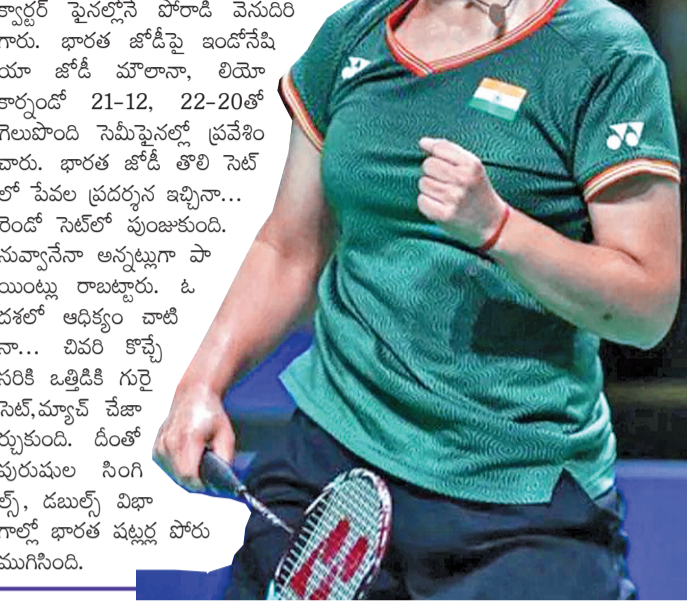 క్వార్టర్ ఫైనల్లోనే పోరాడి వెనుదిరి
గారు. భారత జోడీపై ఇండోనేషి
యా జోడీ మౌలానా, లియో
కార్నండో 21-12, 22-20తో
గెలుపొంది సెమీఫైనల్లో ప్రవేశిం
చారు. భారత జోడీ తొలి సెట్
లో పేవల ప్రదర్శన ఇచ్చినా...
రెండో సెట్‌లో పుంజుకుంది.
నువ్వానేనా అన్నట్లుగా పా
యింట్లు రాబట్టారు. ఓ
దశలో ఆధిక్యం చాటి
నా... చివరి కొచ్చే
సరికి ఒత్తిడికి గురై
సెట్,మ్యాచ్ చేజా
ర్చుకుంది. దీంతో
పురుషుల సింగి
ల్స్, డబుల్స్ విభా
గాల్లో భారత షట్లర్ల పోరు
ముగిసింది.